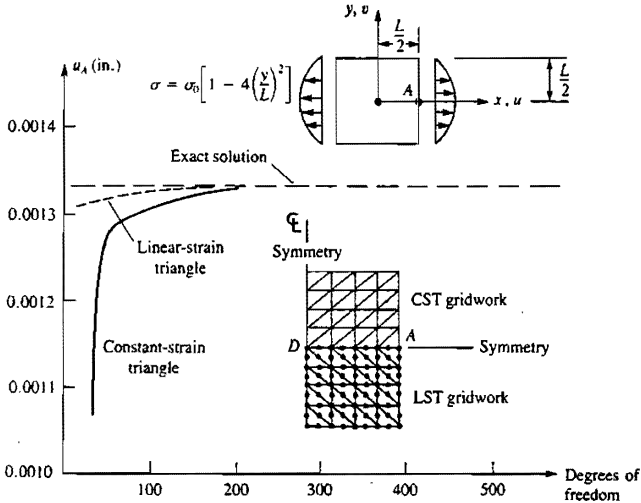 y, v
L
2
u_A (in.)
σ = σ₀[1 − 4(y/L)²]
A
x, u
L
2
0.0014
Exact solution
0.0013
Linear-strain
triangle
℄
Symmetry
0.0012
CST gridwork
Constant-strain
triangle
D
A
Symmetry
0.0011
LST gridwork
0.0010
100
200
300
400
500
Degrees of
freedom